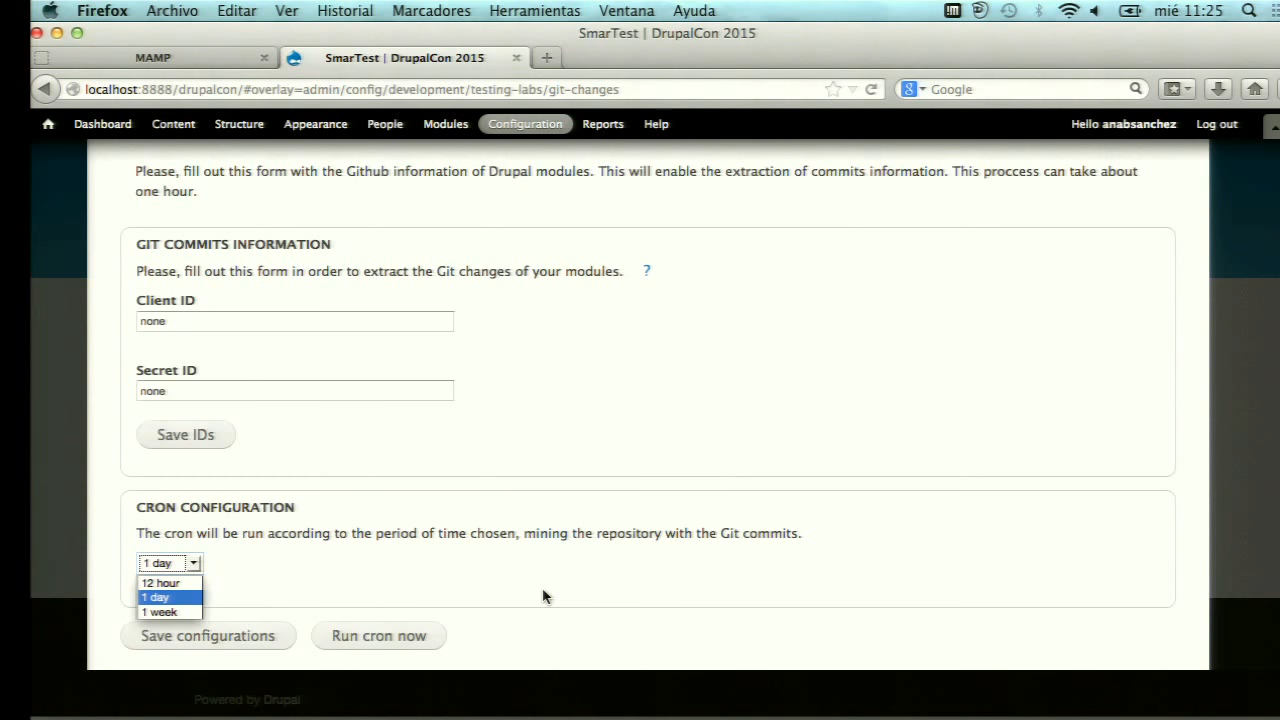 Firefox Archivo Editar Ver Historial Marcadores Herramientas Ventana Ayuda mié 11:25
SmarTest | DrupalCon 2015
MAMP SmarTest | DrupalCon 2015
localhost:8888/drupalcon/#overlay=admin/config/development/testing-labs/git-changes Google
Dashboard Content Structure Appearance People Modules Configuration Reports Help Hello anabsanchez Log out
Please, fill out this form with the Github information of Drupal modules. This will enable the extraction of commits information. This proccess can take about
one hour.
GIT COMMITS INFORMATION
Please, fill out this form in order to extract the Git changes of your modules. ?
Client ID
none
Secret ID
none
Save IDs
CRON CONFIGURATION
The cron will be run according to the period of time chosen, mining the repository with the Git commits.
1 day
12 hour
1 day
1 week
Save configurations Run cron now
Powered by Drupal